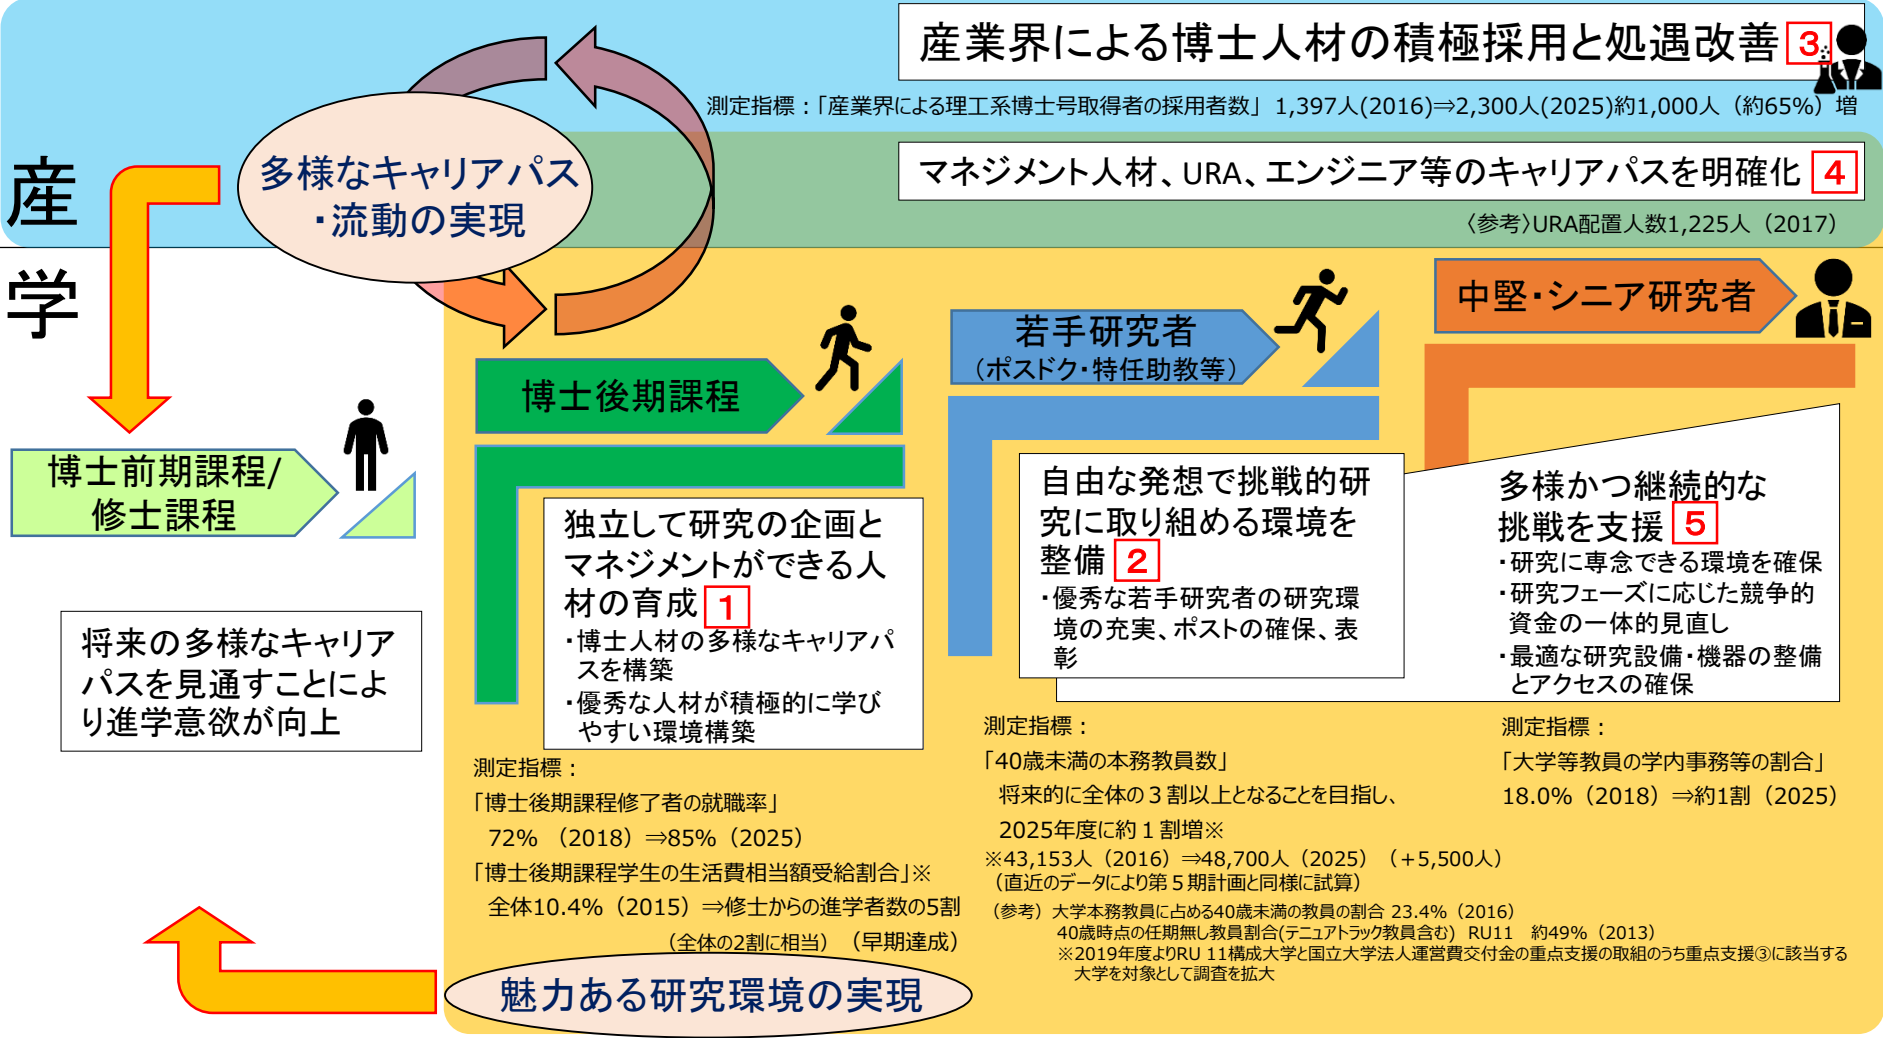 産業界による博士人材の積極採用と処遇改善 3
測定指標：「産業界による理工系博士号取得者の採用者数」 1,397人(2016)⇒2,300人(2025)約1,000人（約65%）増
産
多様なキャリアパス
・流動の実現
マネジメント人材、URA、エンジニア等のキャリアパスを明確化 4
〈参考〉URA配置人数1,225人（2017）
学
博士前期課程/
修士課程
将来の多様なキャリア
パスを見通すことによ
り進学意欲が向上
博士後期課程
独立して研究の企画と
マネジメントができる人
材の育成 1
・博士人材の多様なキャリアパ
スを構築
・優秀な人材が積極的に学び
やすい環境構築
測定指標：
「博士後期課程修了者の就職率」
72%　（2018）⇒85%（2025）
「博士後期課程学生の生活費相当額受給割合」※
全体10.4%（2015）⇒修士からの進学者数の5割
（全体の2割に相当）（早期達成）
若手研究者
（ポスドク・特任助教等）
自由な発想で挑戦的研
究に取り組める環境を
整備 2
・優秀な若手研究者の研究環
境の充実、ポストの確保、表
彰
測定指標：
「40歳未満の本務教員数」
将来的に全体の３割以上となることを目指し、
2025年度に約１割増※
※43,153人（2016）⇒48,700人（2025）（＋5,500人）
（直近のデータにより第５期計画と同様に試算）
（参考）大学本務教員に占める40歳未満の教員の割合 23.4%（2016）
40歳時点の任期無し教員割合(テニュアトラック教員含む） RU11　約49%（2013）
※2019年度よりRU 11構成大学と国立大学法人運営費交付金の重点支援の取組のうち重点支援③に該当する
大学を対象として調査を拡大
中堅・シニア研究者
多様かつ継続的な
挑戦を支援 5
・研究に専念できる環境を確保
・研究フェーズに応じた競争的
資金の一体的見直し
・最適な研究設備・機器の整備
とアクセスの確保
測定指標：
「大学等教員の学内事務等の割合」
18.0%（2018）⇒約1割（2025）
魅力ある研究環境の実現